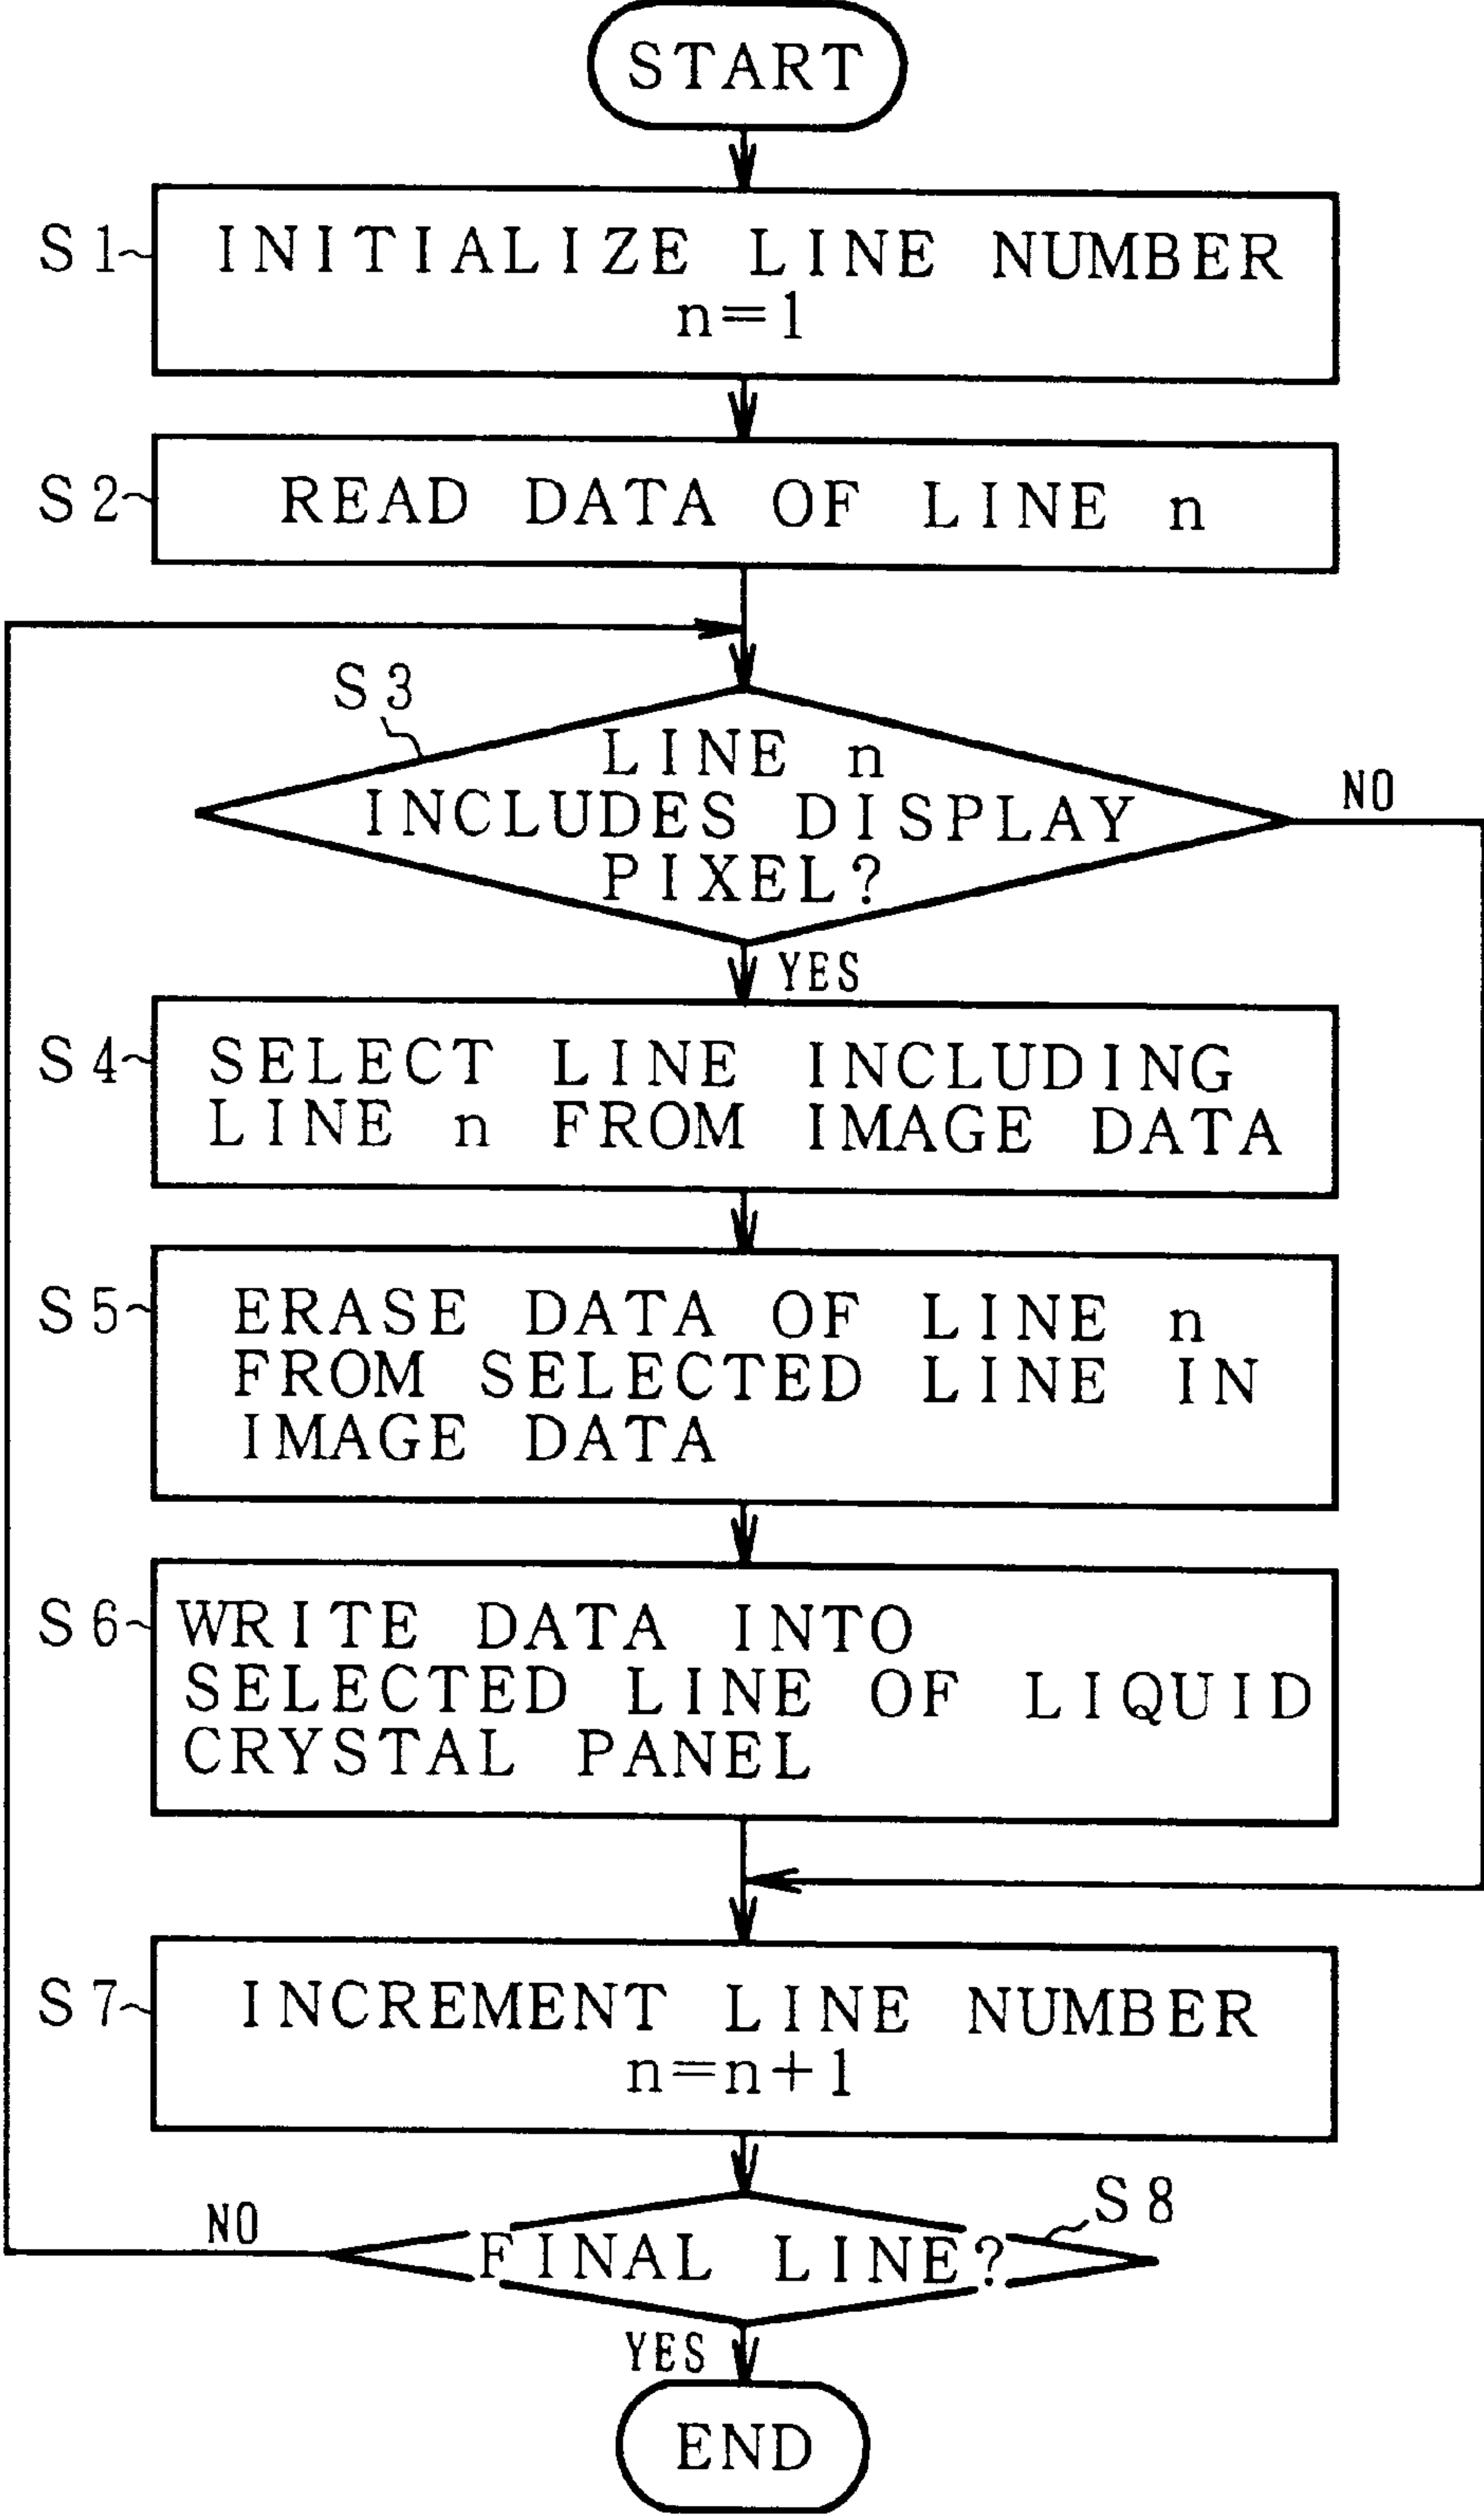 START
S1
INITIALIZE LINE NUMBER
n=1
S2
READ DATA OF LINE n
S3
LINE n
INCLUDES DISPLAY
PIXEL?
NO
YES
S4
SELECT LINE INCLUDING
LINE n FROM IMAGE DATA
S5
ERASE DATA OF LINE n
FROM SELECTED LINE IN
IMAGE DATA
S6
WRITE DATA INTO
SELECTED LINE OF LIQUID
CRYSTAL PANEL
S7
INCREMENT LINE NUMBER
n=n+1
S8
NO
FINAL LINE?
YES
END